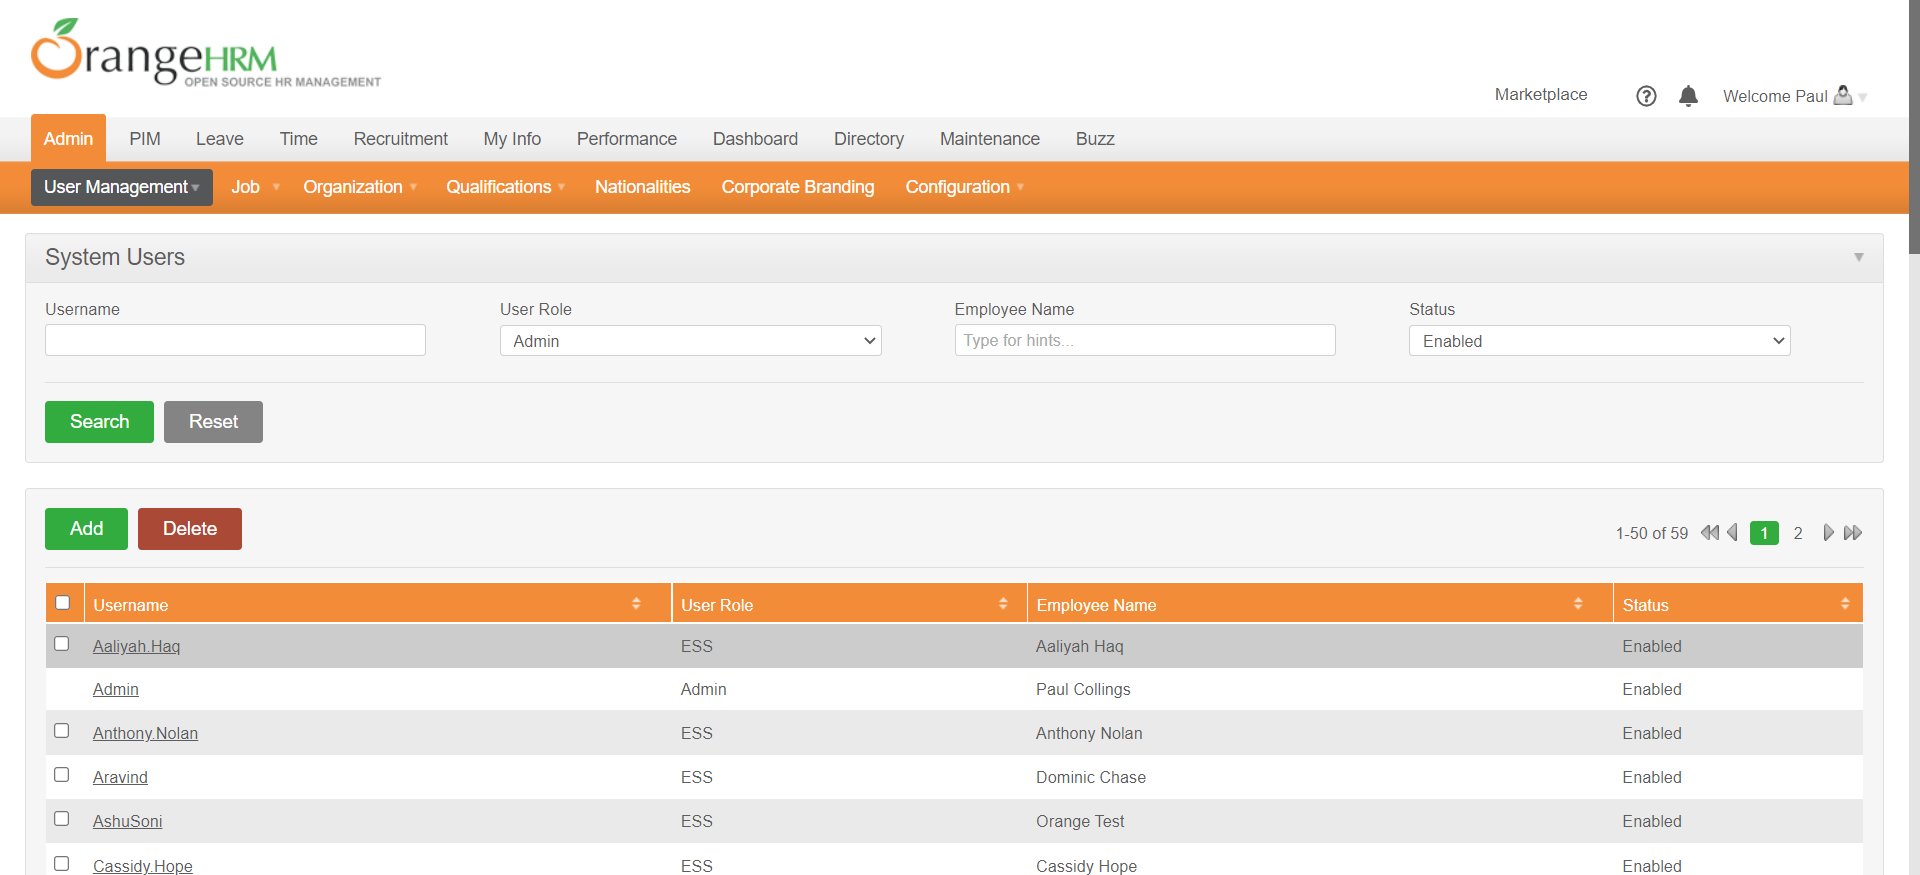 OrangeHRM
OPEN SOURCE HR MANAGEMENT
Marketplace
Welcome Paul
Admin PIM Leave Time Recruitment My Info Performance Dashboard Directory Maintenance Buzz
User Management Job Organization Qualifications Nationalities Corporate Branding Configuration
System Users
Username User Role Employee Name Status
Admin Type for hints... Enabled
Search Reset
Add Delete
1-50 of 59 1 2
Username User Role Employee Name Status
Aaliyah.Haq ESS Aaliyah Haq Enabled
Admin Admin Paul Collings Enabled
Anthony.Nolan ESS Anthony Nolan Enabled
Aravind ESS Dominic Chase Enabled
AshuSoni ESS Orange Test Enabled
Cassidy.Hope ESS Cassidy Hope Enabled